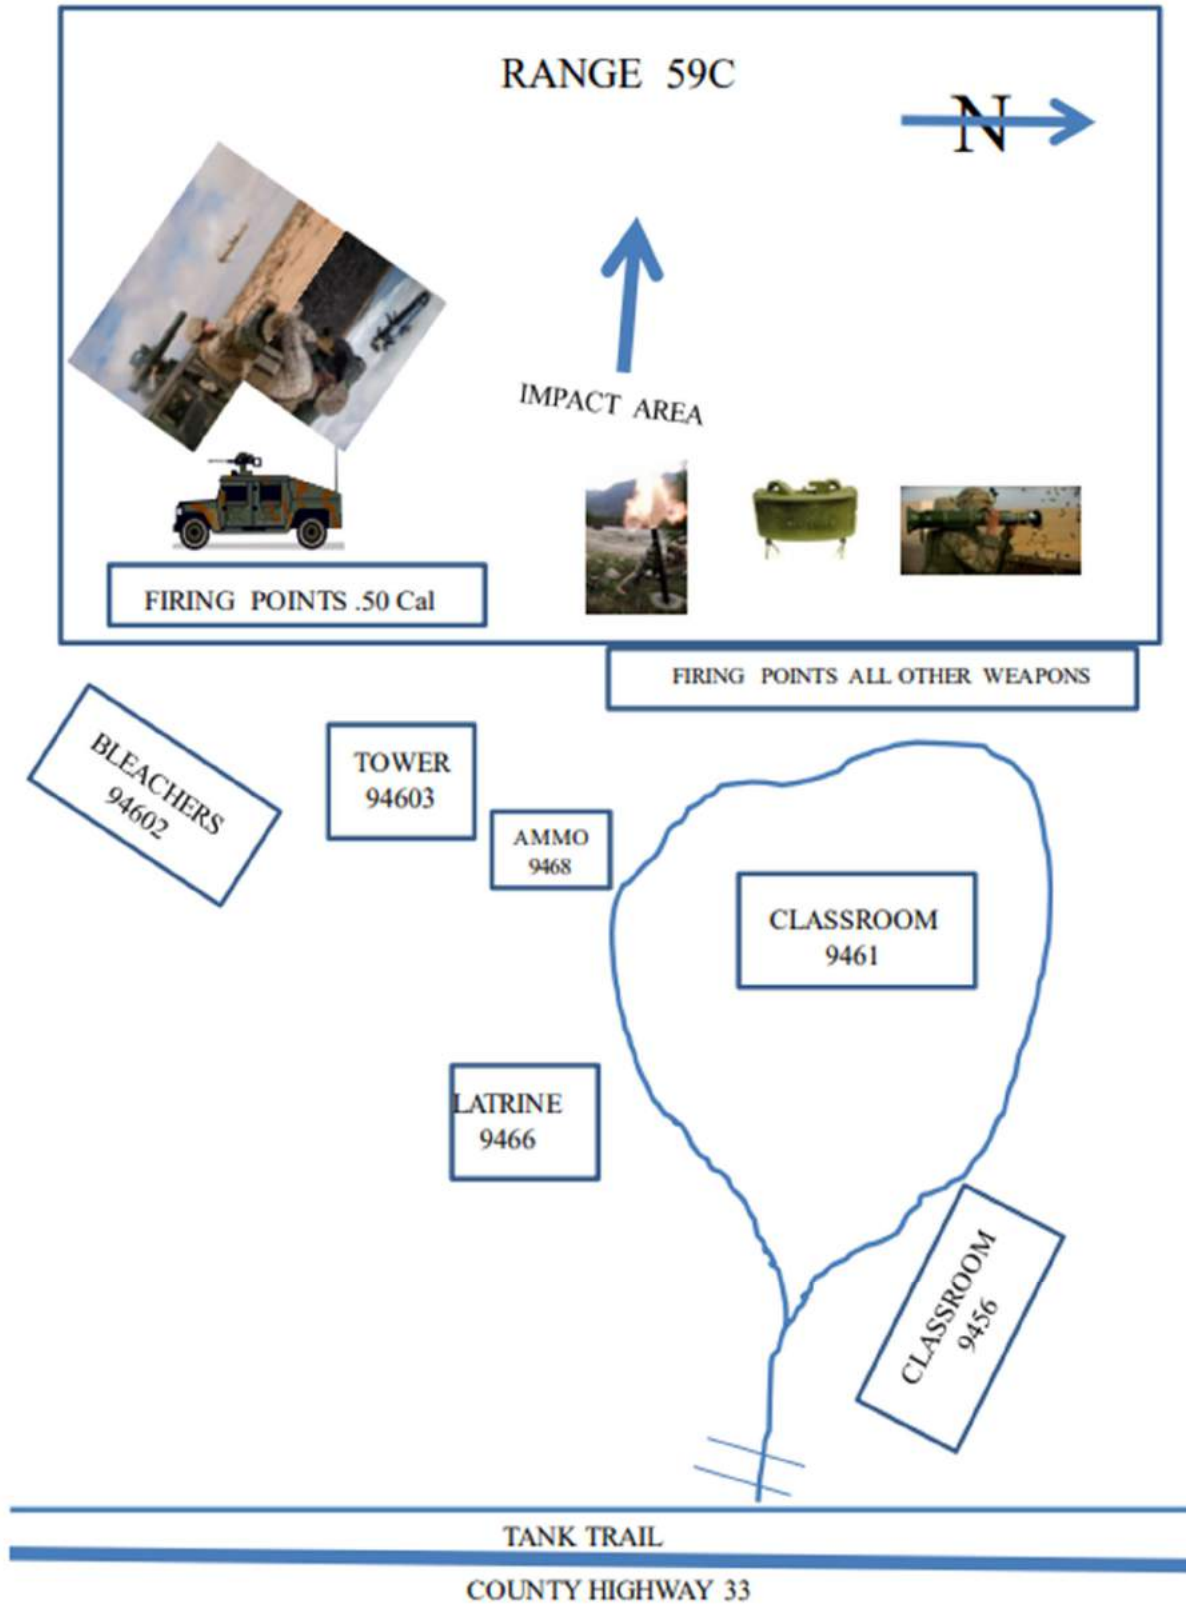 RANGE 59C
N
IMPACT AREA
FIRING POINTS .50 Cal
FIRING POINTS ALL OTHER WEAPONS
BLEACHERS
94602
TOWER
94603
AMMO
9468
CLASSROOM
9461
LATRINE
9466
CLASSROOM
9456
TANK TRAIL
COUNTY HIGHWAY 33